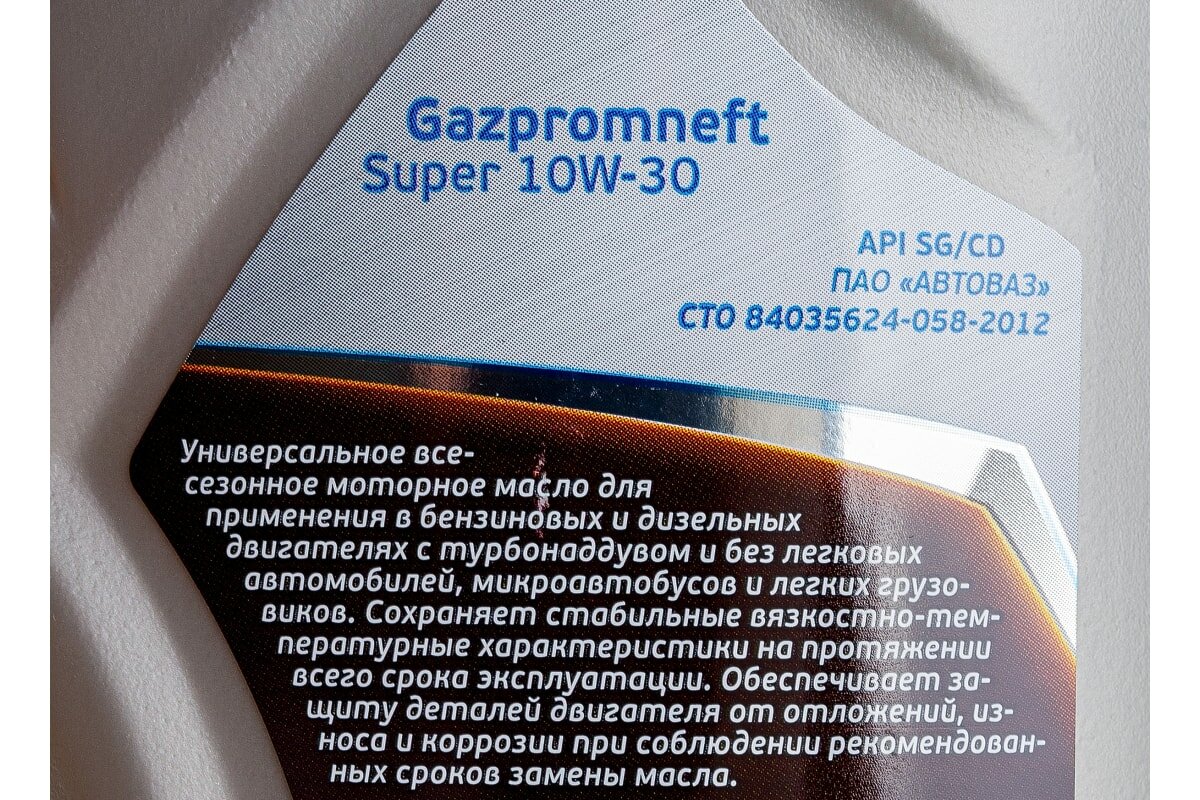 Gazpromneft
Super 10W-30
API SG/CD
ПАО «АВТОВАЗ»
СТО 84035624-058-2012
Универсальное все-
сезонное моторное масло для
применения в бензиновых и дизельных
двигателях с турбонаддувом и без легковых
автомобилей, микроавтобусов и легких грузо-
виков. Сохраняет стабильные вязкостно-тем-
пературные характеристики на протяжении
всего срока эксплуатации. Обеспечивает за-
щиту деталей двигателя от отложений, из-
носа и коррозии при соблюдении рекомендован-
ных сроков замены масла.